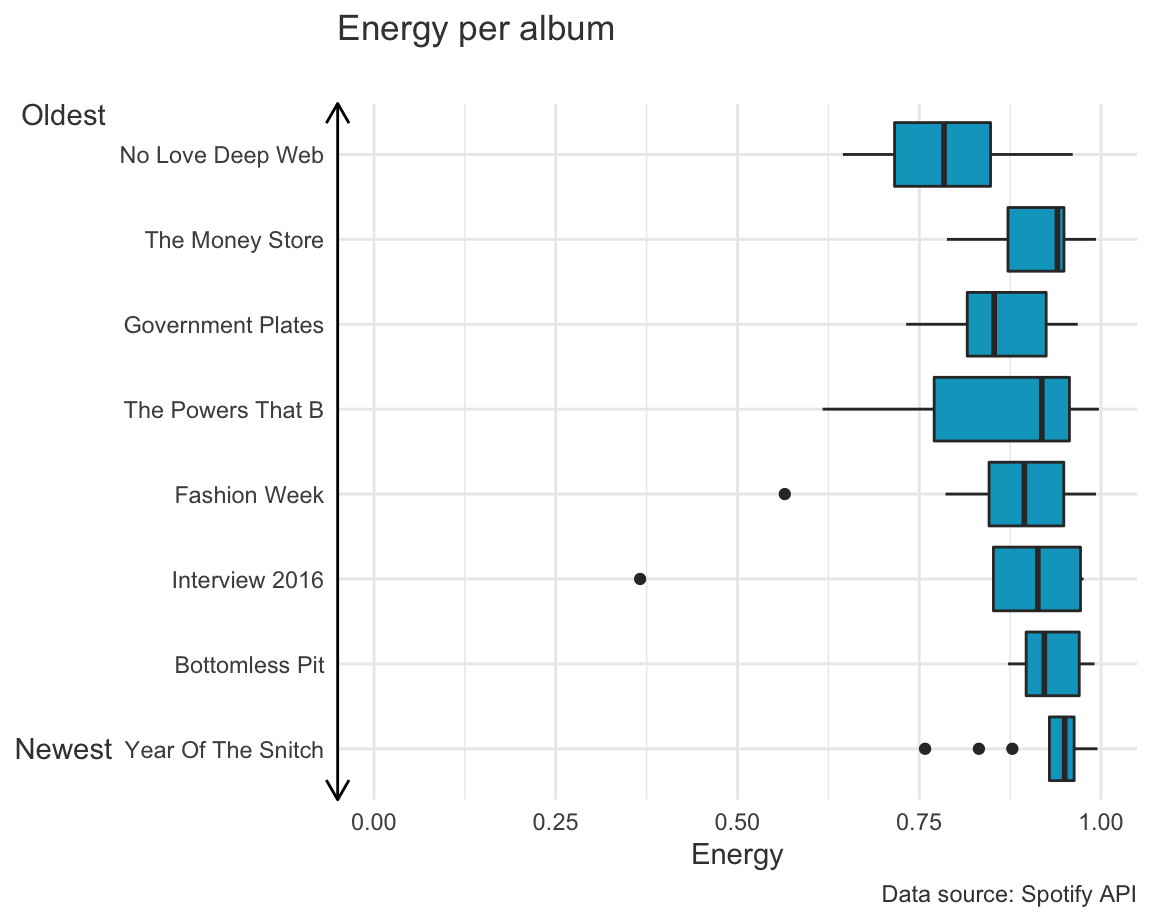 Energy per album
Oldest
No Love Deep Web
The Money Store
Government Plates
The Powers That B
Fashion Week
Interview 2016
Bottomless Pit
Newest Year Of The Snitch
0.00 0.25 0.50 0.75 1.00
Energy
Data source: Spotify API